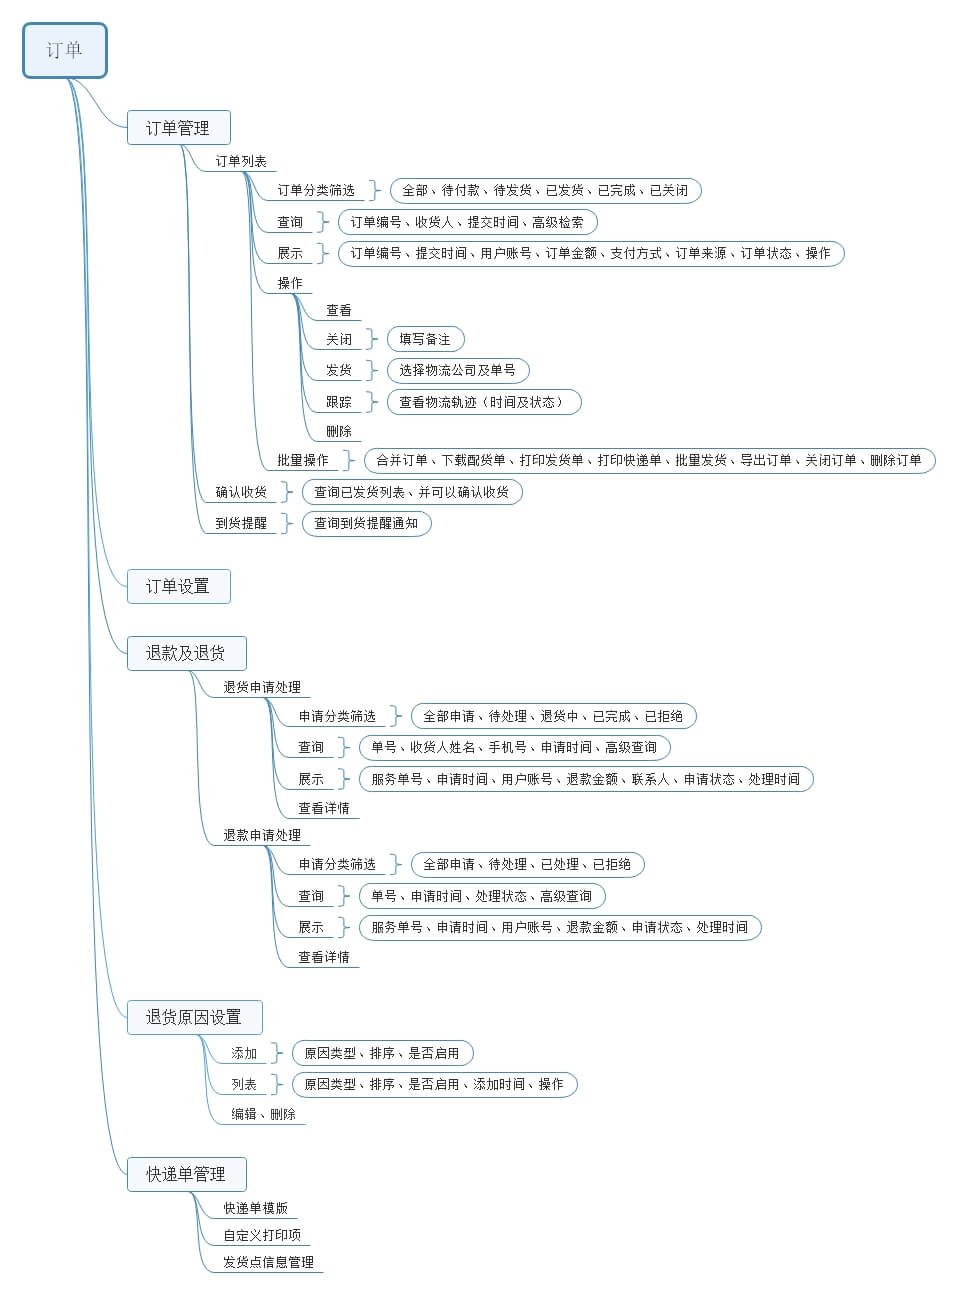 订单
订单管理
订单列表
订单分类筛选 全部、待付款、待发货、已发货、已完成、已关闭
查询 订单编号、收货人、提交时间、高级检索
展示 订单编号、提交时间、用户账号、订单金额、支付方式、订单来源、订单状态、操作
操作
查看
关闭 填写备注
发货 选择物流公司及单号
跟踪 查看物流轨迹（时间及状态）
删除
批量操作 合并订单、下载配货单、打印发货单、打印快递单、批量发货、导出订单、关闭订单、删除订单
确认收货 查询已发货列表、并可以确认收货
到货提醒 查询到货提醒通知
订单设置
退款及退货
退货申请处理
申请分类筛选 全部申请、待处理、退货中、已完成、已拒绝
查询 单号、收货人姓名、手机号、申请时间、高级查询
展示 服务单号、申请时间、用户账号、退款金额、联系人、申请状态、处理时间
查看详情
退款申请处理
申请分类筛选 全部申请、待处理、已处理、已拒绝
查询 单号、申请时间、处理状态、高级查询
展示 服务单号、申请时间、用户账号、退款金额、申请状态、处理时间
查看详情
退货原因设置
添加 原因类型、排序、是否启用
列表 原因类型、排序、是否启用、添加时间、操作
编辑、删除
快递单管理
快递单模版
自定义打印项
发货点信息管理